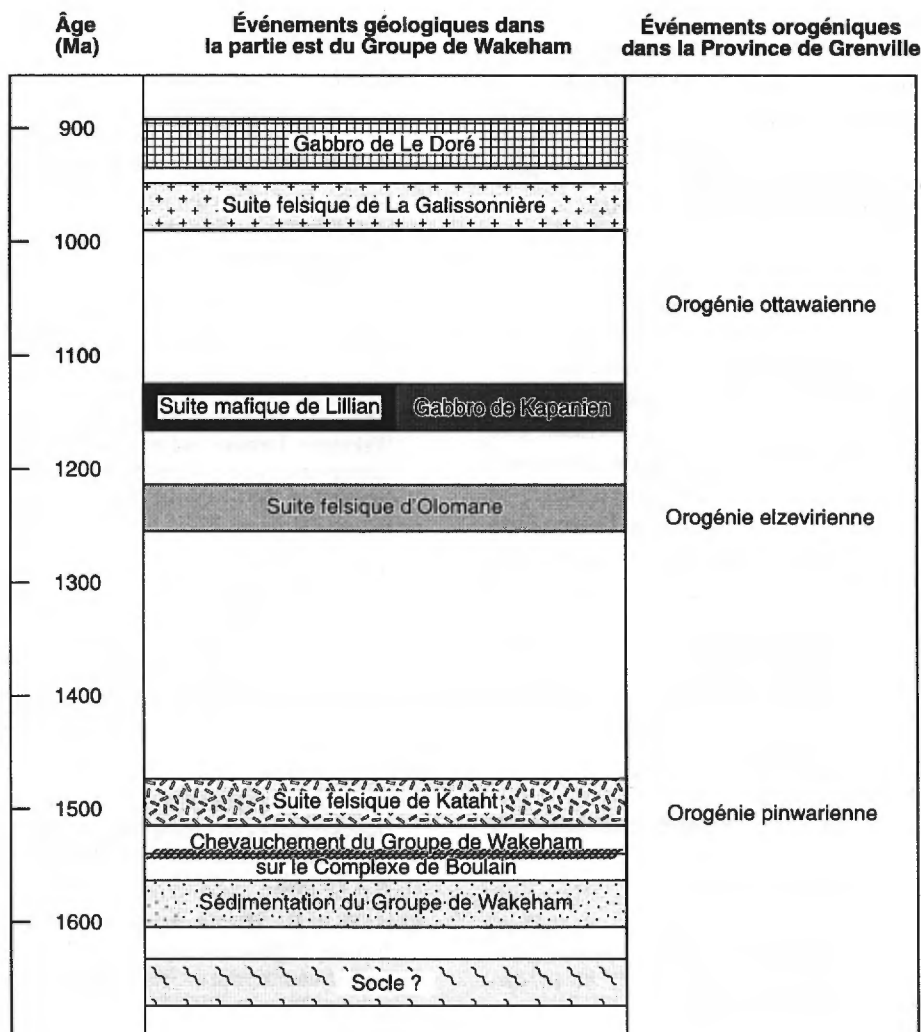 Âge
(Ma)
Événements géologiques dans
la partie est du Groupe de Wakeham
Événements orogéniques
dans la Province de Grenville
900
Gabbro de Le Doré
Suite felsique de La Galissonnière
1000
Orogénie ottawaienne
1100
Suite mafique de Lillian
Gabbro de Kapanien
1200
Suite felsique d'Olomane
Orogénie elzevirienne
1300
1400
Suite felsique de Kataht
1500
Orogénie pinwarienne
Chevauchement du Groupe de Wakeham
sur le Complexe de Boulain
Sédimentation du Groupe de Wakeham
1600
Socle ?